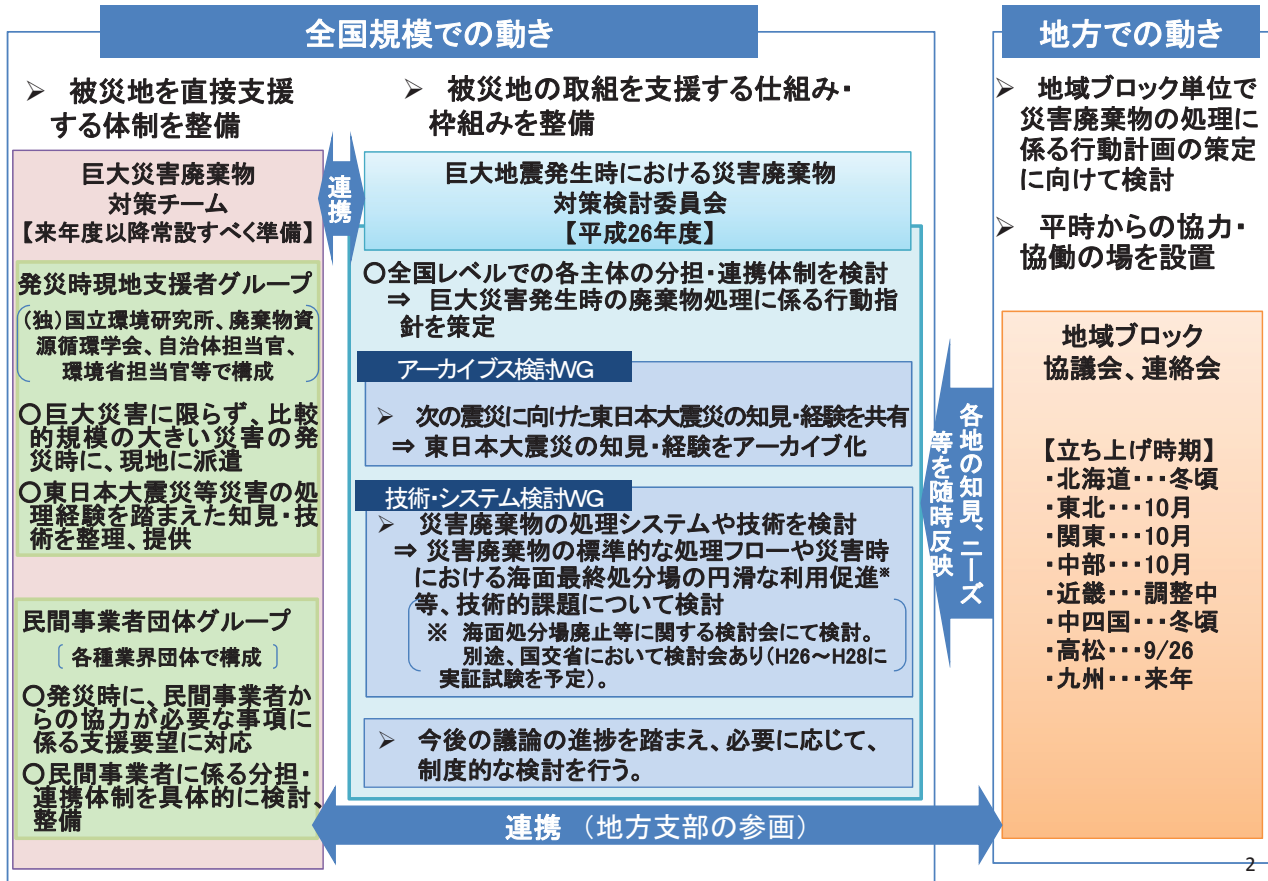 全国規模での動き
➢ 被災地を直接支援
する体制を整備
➢ 被災地の取組を支援する仕組み・
枠組みを整備
巨大災害廃棄物
対策チーム
【来年度以降常設すべく準備】
発災時現地支援者グループ
(独)国立環境研究所、廃棄物資
源循環学会、自治体担当官、
環境省担当官等で構成
○巨大災害に限らず、比較
的規模の大きい災害の発
災時に、現地に派遣
○東日本大震災等災害の処
理経験を踏まえた知見・技
術を整理、提供
民間事業者団体グループ
各種業界団体で構成
○発災時に、民間事業者か
らの協力が必要な事項に
係る支援要望に対応
○民間事業者に係る分担・
連携体制を具体的に検討、
整備
連携
巨大地震発生時における災害廃棄物
対策検討委員会
【平成26年度】
○全国レベルでの各主体の分担・連携体制を検討
⇒ 巨大災害発生時の廃棄物処理に係る行動指
針を策定
アーカイブス検討WG
➢ 次の震災に向けた東日本大震災の知見・経験を共有
⇒ 東日本大震災の知見・経験をアーカイブ化
技術・システム検討WG
➢ 災害廃棄物の処理システムや技術を検討
⇒ 災害廃棄物の標準的な処理フローや災害時
における海面最終処分場の円滑な利用促進※
等、技術的課題について検討
※ 海面処分場廃止等に関する検討会にて検討。
別途、国交省において検討会あり(H26～H28に
実証試験を予定)。
➢ 今後の議論の進捗を踏まえ、必要に応じて、
制度的な検討を行う。
連携 (地方支部の参画)
各地の知見、ニーズ
等を随時反映
地方での動き
➢ 地域ブロック単位で
災害廃棄物の処理に
係る行動計画の策定
に向けて検討
➢ 平時からの協力・
協働の場を設置
地域ブロック
協議会、連絡会
【立ち上げ時期】
・北海道・・・冬頃
・東北・・・10月
・関東・・・10月
・中部・・・10月
・近畿・・・調整中
・中四国・・・冬頃
・高松・・・9/26
・九州・・・来年
2